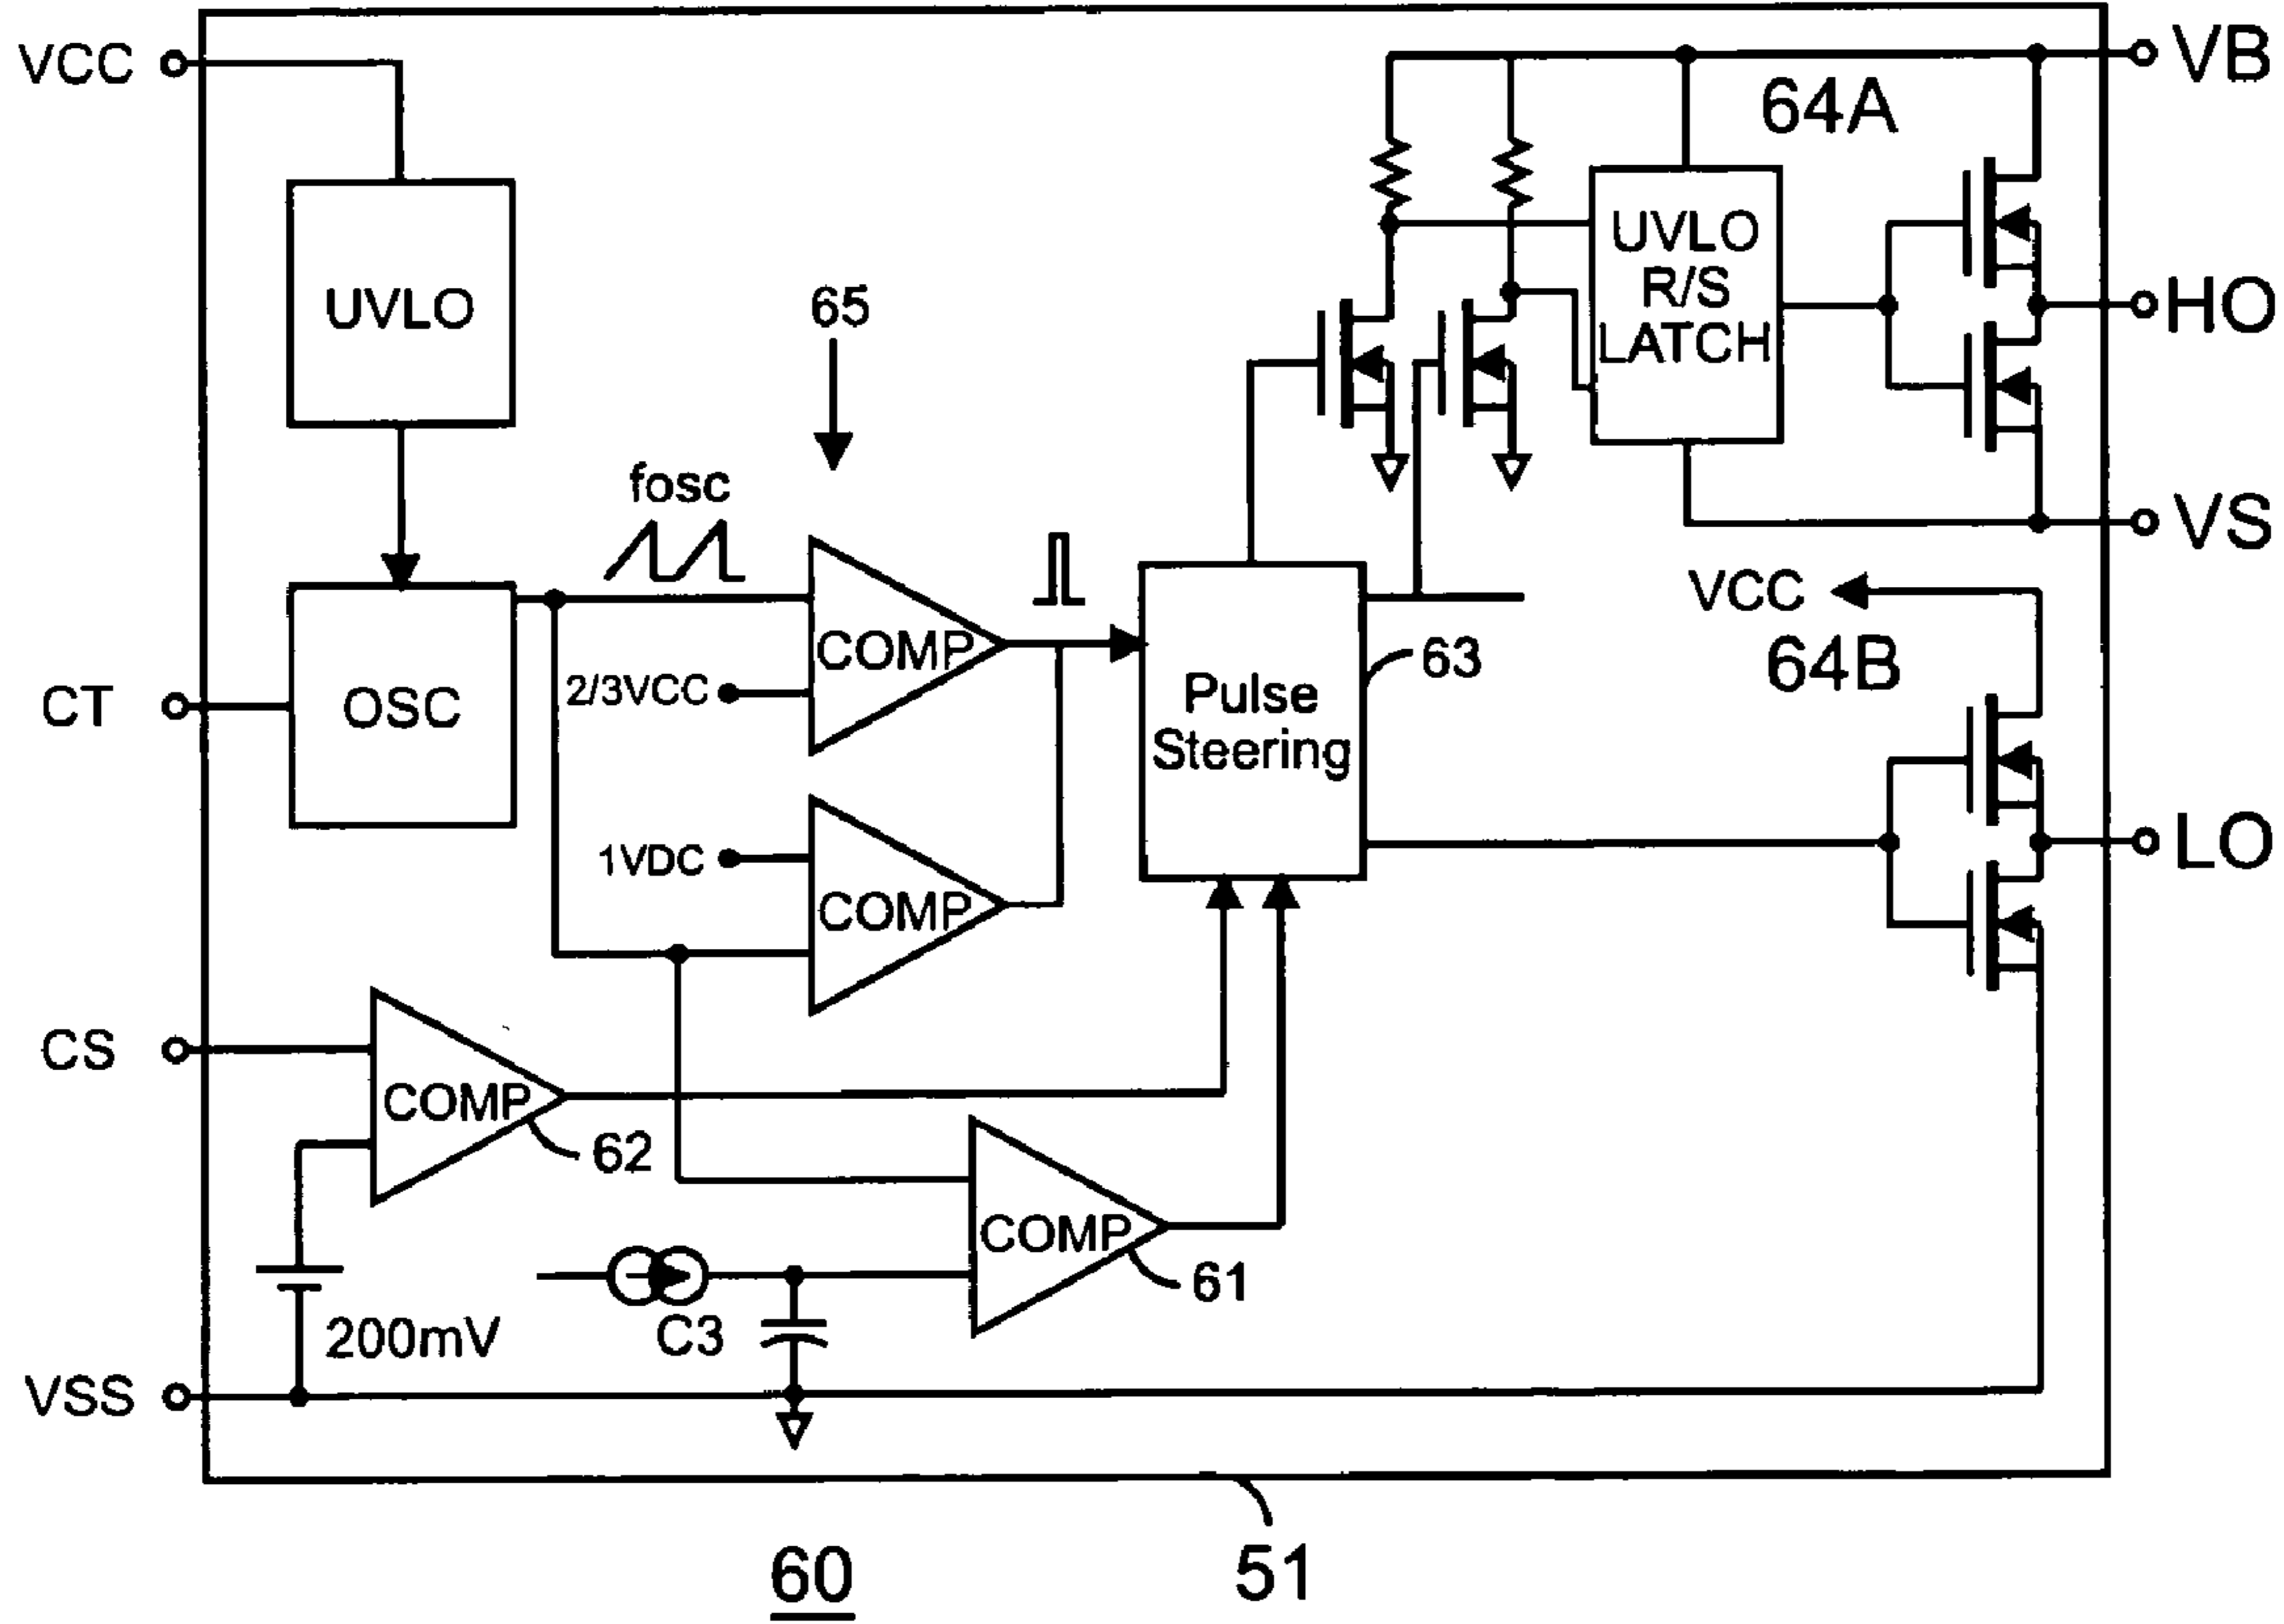 VCC
VB
64A
UVLO
R/S
LATCH
UVLO
65
HO
fosc
VS
VCC
COMP
63
64B
2/3VCC
CT
OSC
Pulse
Steering
1VDC
COMP
LO
CS
COMP
62
COMP
61
200mV
C3
VSS
60
51